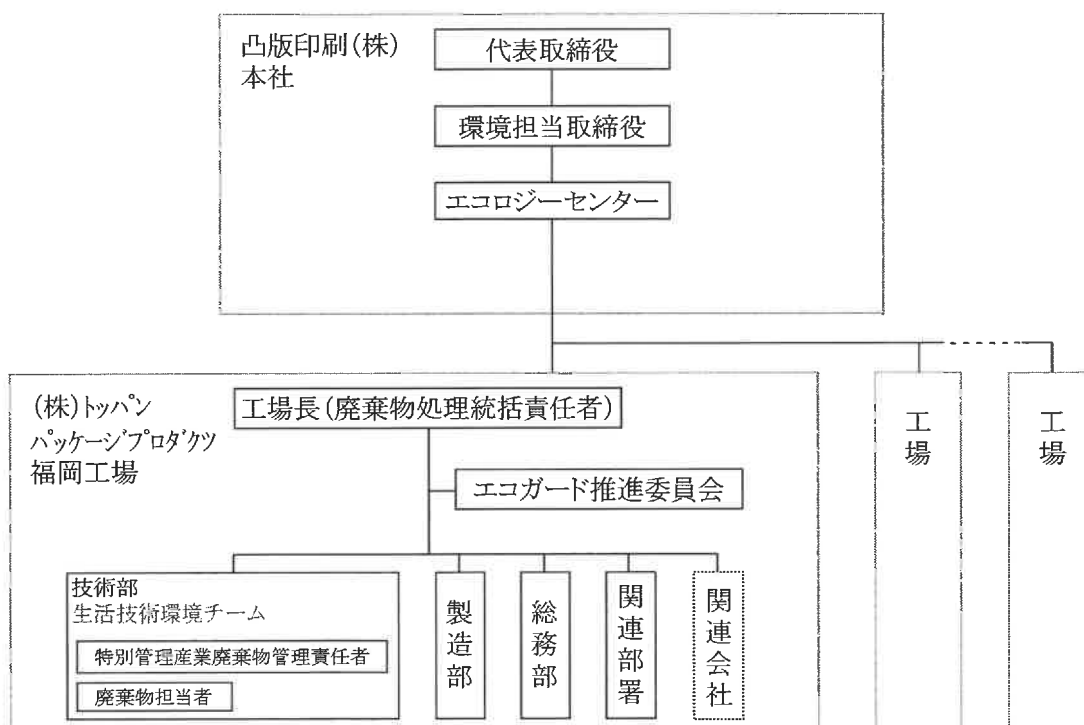 凸版印刷(株)
本社
代表取締役
環境担当取締役
エコロジーセンター
(株)トッパン
パッケージプロダクツ
福岡工場
工場長(廃棄物処理統括責任者)
エコガード推進委員会
技術部
生活技術環境チーム
特別管理産業廃棄物管理責任者
廃棄物担当者
製造部
総務部
関連部署
関連会社
工場
工場